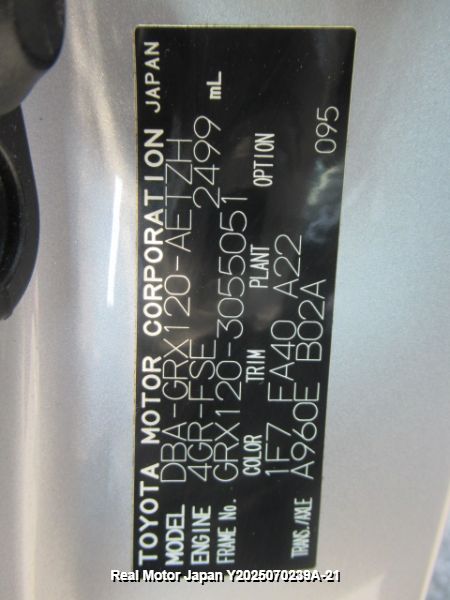 TOYOTA MOTOR CORPORATION JAPAN
MODEL DBA-GRX120-AETZH
ENGINE 4GR-FSE 2499 mL
FRAME No. GRX120-3055051
COLOR TRIM PLANT OPTION
1F7 FA40 A22
TRANS./AXLE A960E B02A 095
Real Motor Japan Y2025070239A-21